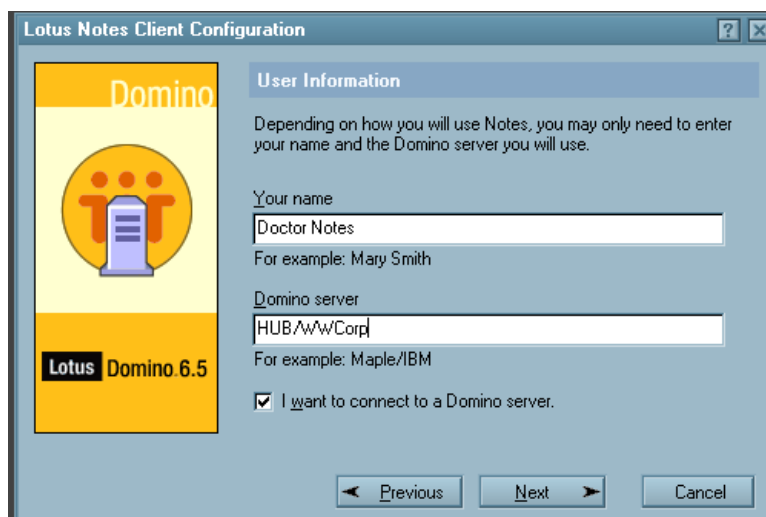 Lotus Notes Client Configuration
Domino
User Information
Depending on how you will use Notes, you may only need to enter
your name and the Domino server you will use.
Your name
Doctor Notes
For example: Mary Smith
Domino server
HUB/WWCorp
For example: Maple/IBM
Lotus Domino.6.5
I want to connect to a Domino server.
Previous
Next
Cancel